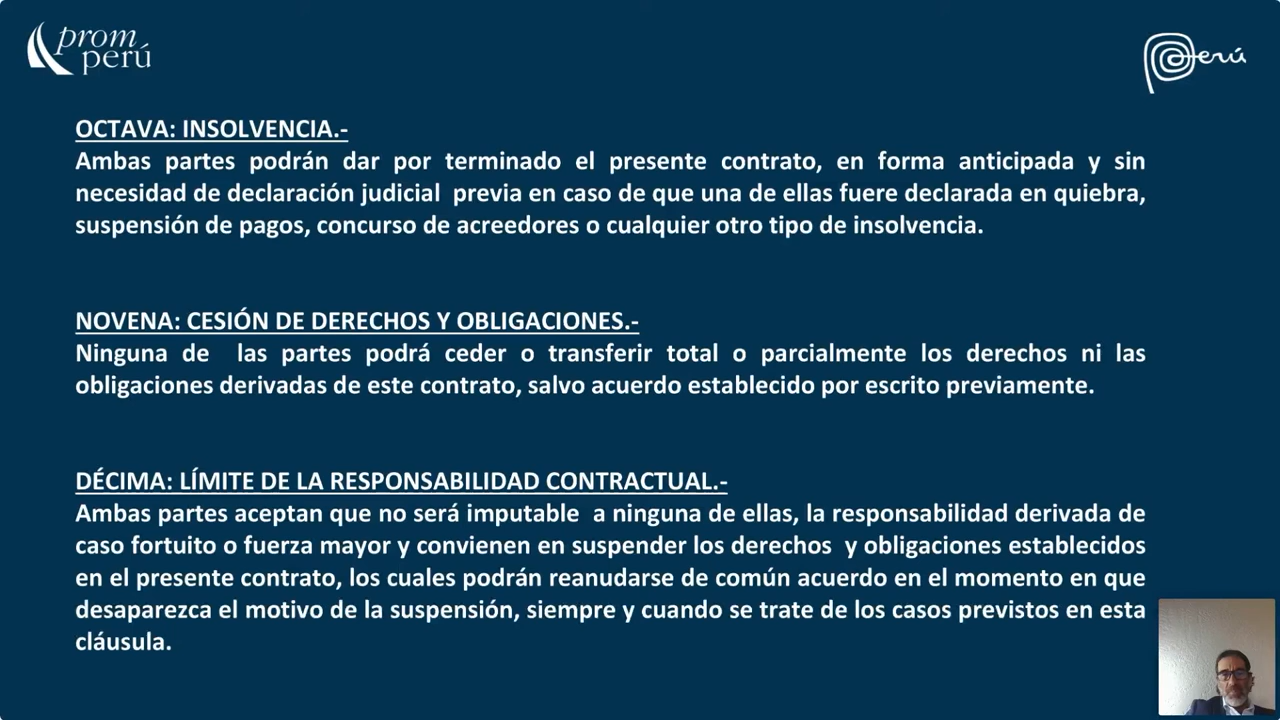 prom
perú
Perú
OCTAVA: INSOLVENCIA.-
Ambas partes podrán dar por terminado el presente contrato, en forma anticipada y sin
necesidad de declaración judicial previa en caso de que una de ellas fuere declarada en quiebra,
suspensión de pagos, concurso de acreedores o cualquier otro tipo de insolvencia.
NOVENA: CESIÓN DE DERECHOS Y OBLIGACIONES.-
Ninguna de las partes podrá ceder o transferir total o parcialmente los derechos ni las
obligaciones derivadas de este contrato, salvo acuerdo establecido por escrito previamente.
DÉCIMA: LÍMITE DE LA RESPONSABILIDAD CONTRACTUAL.-
Ambas partes aceptan que no será imputable a ninguna de ellas, la responsabilidad derivada de
caso fortuito o fuerza mayor y convienen en suspender los derechos y obligaciones establecidos
en el presente contrato, los cuales podrán reanudarse de común acuerdo en el momento en que
desaparezca el motivo de la suspensión, siempre y cuando se trate de los casos previstos en esta
cláusula.